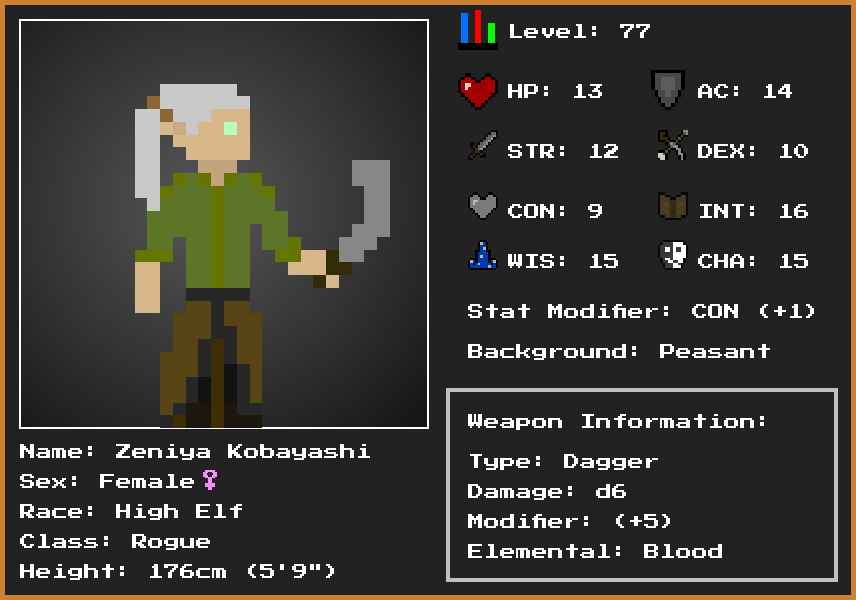 Level: 77
HP: 13 AC: 14
STR: 12 DEX: 10
CON: 9 INT: 16
WIS: 15 CHA: 15
Stat Modifier: CON (+1)
Background: Peasant
Weapon Information:
Type: Dagger
Damage: d6
Modifier: (+5)
Elemental: Blood
Name: Zeniya Kobayashi
Sex: Female♀
Race: High Elf
Class: Rogue
Height: 176cm (5'9")